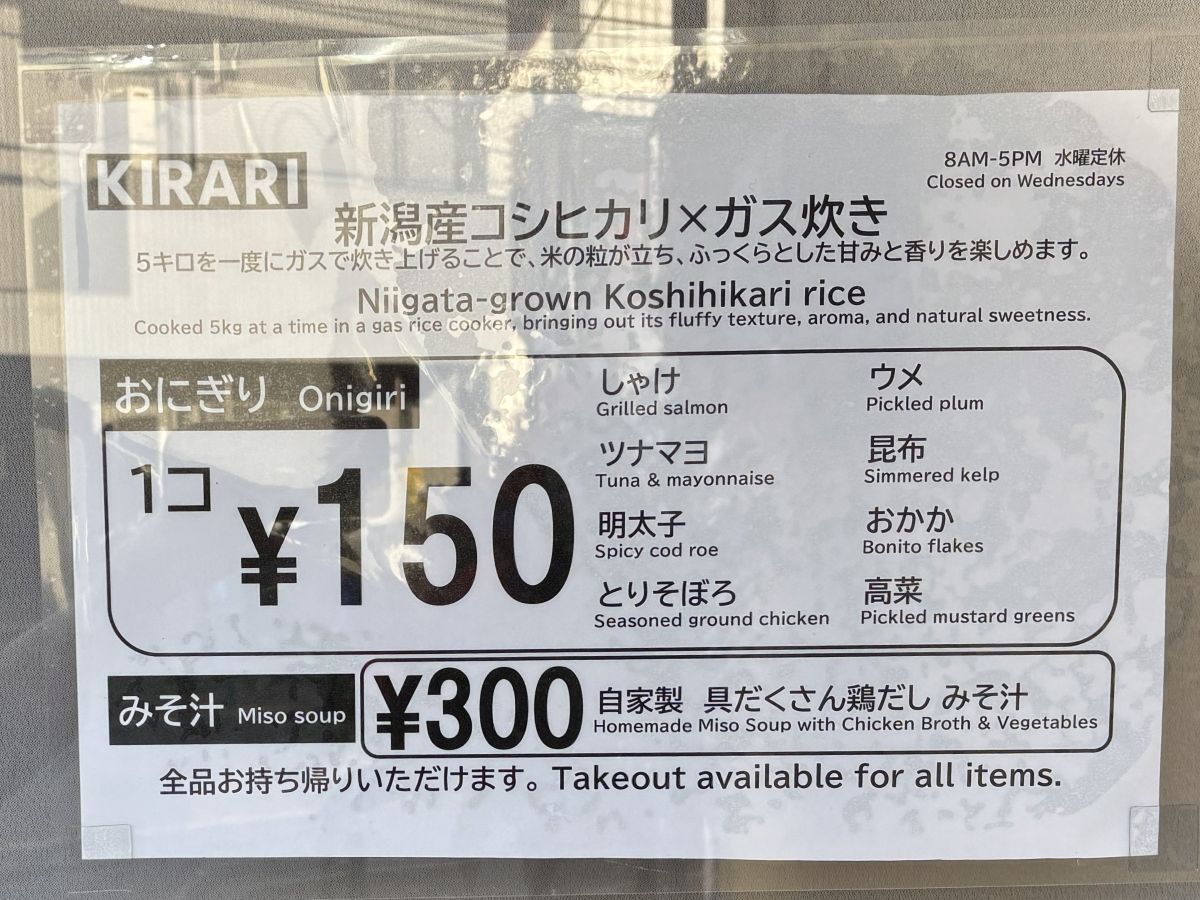 KIRARI
8AM-5PM 水曜定休
Closed on Wednesdays
新潟産コシヒカリ×ガス炊き
5キロを一度にガスで炊き上げることで、米の粒が立ち、ふっくらとした甘みと香りを楽しめます。
Niigata-grown Koshihikari rice
Cooked 5kg at a time in a gas rice cooker, bringing out its fluffy texture, aroma, and natural sweetness.
おにぎり Onigiri
1コ ¥150
しゃけ
Grilled salmon
ツナマヨ
Tuna & mayonnaise
明太子
Spicy cod roe
とりそぼろ
Seasoned ground chicken
ウメ
Pickled plum
昆布
Simmered kelp
おかか
Bonito flakes
高菜
Pickled mustard greens
みそ汁 Miso soup
¥300
自家製 具だくさん鶏だし みそ汁
Homemade Miso Soup with Chicken Broth & Vegetables
全品お持ち帰りいただけます。 Takeout available for all items.